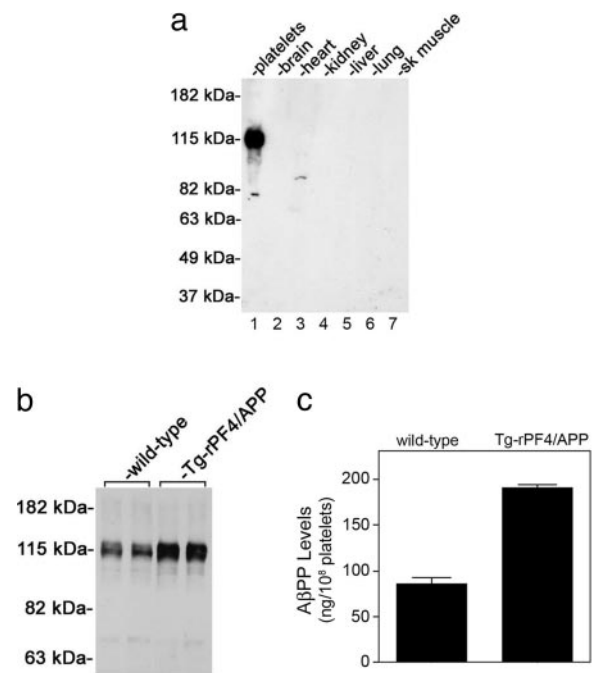 a
-platelets
-brain
-heart
-kidney
-liver
-lung
-sk muscle
182 kDa-
115 kDa-
82 kDa-
63 kDa-
49 kDa-
37 kDa-
1 2 3 4 5 6 7
b
-wild-type
-Tg-rPF4/APP
182 kDa-
115 kDa-
82 kDa-
63 kDa-
c
wild-type Tg-rPF4/APP
AβPP Levels
(ng/10⁸ platelets)
200
150
100
50
0